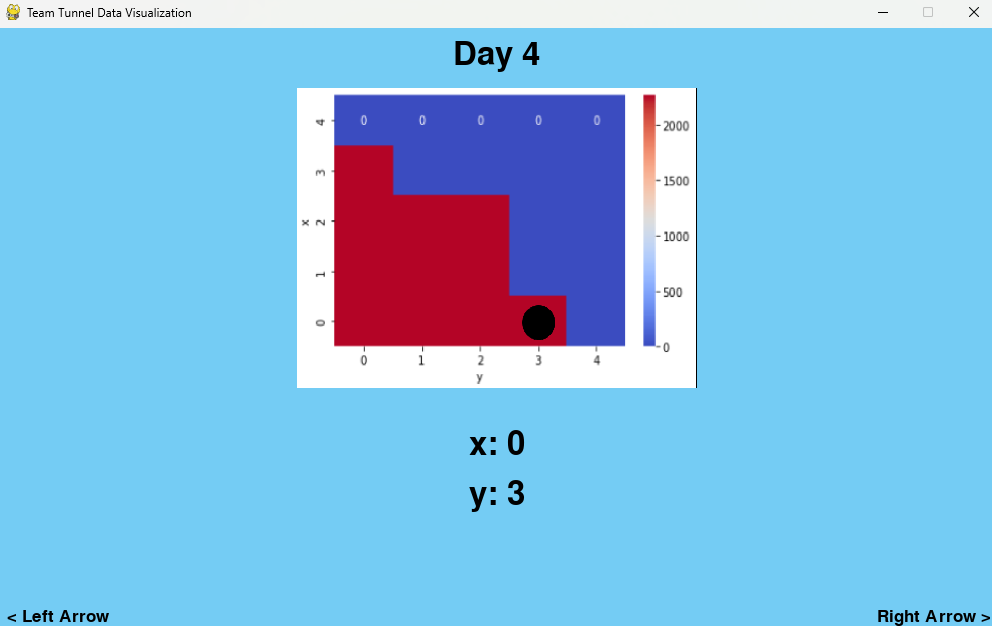 Team Tunnel Data Visualization
Day 4
4 0 0 0 0 0
3
x 2
1
0
0 1 2 3 4
y
2000
1500
1000
500
0
x: 0
y: 3
< Left Arrow
Right Arrow >